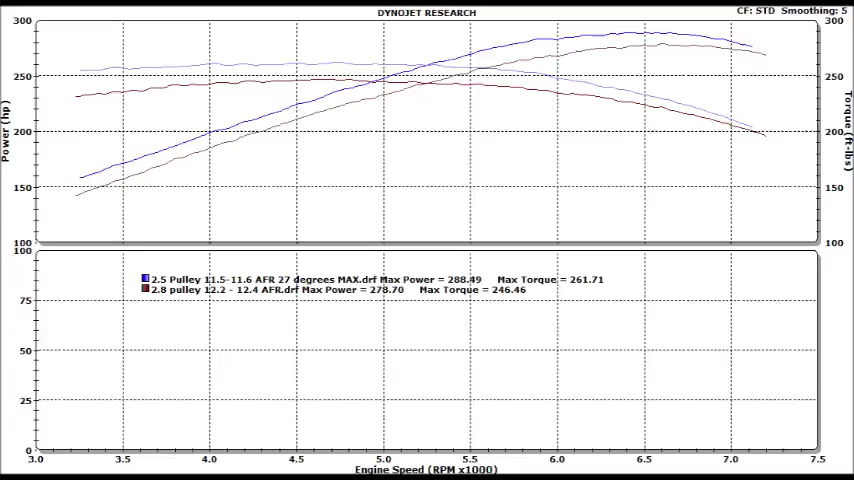 DYNOJET RESEARCH
CF: STD Smoothing: 5
300
250
200
150
100
Power (hp)
300
250
200
150
100
Torque (ft-lbs)
100
75
50
25
0
2.5 Pulley 11.5-11.6 AFR 27 degrees MAX.drf Max Power = 288.49 Max Torque = 261.71
2.8 pulley 12.2 - 12.4 AFR.drf Max Power = 278.70 Max Torque = 246.46
3.0 3.5 4.0 4.5 5.0 5.5 6.0 6.5 7.0 7.5
Engine Speed (RPM x1000)